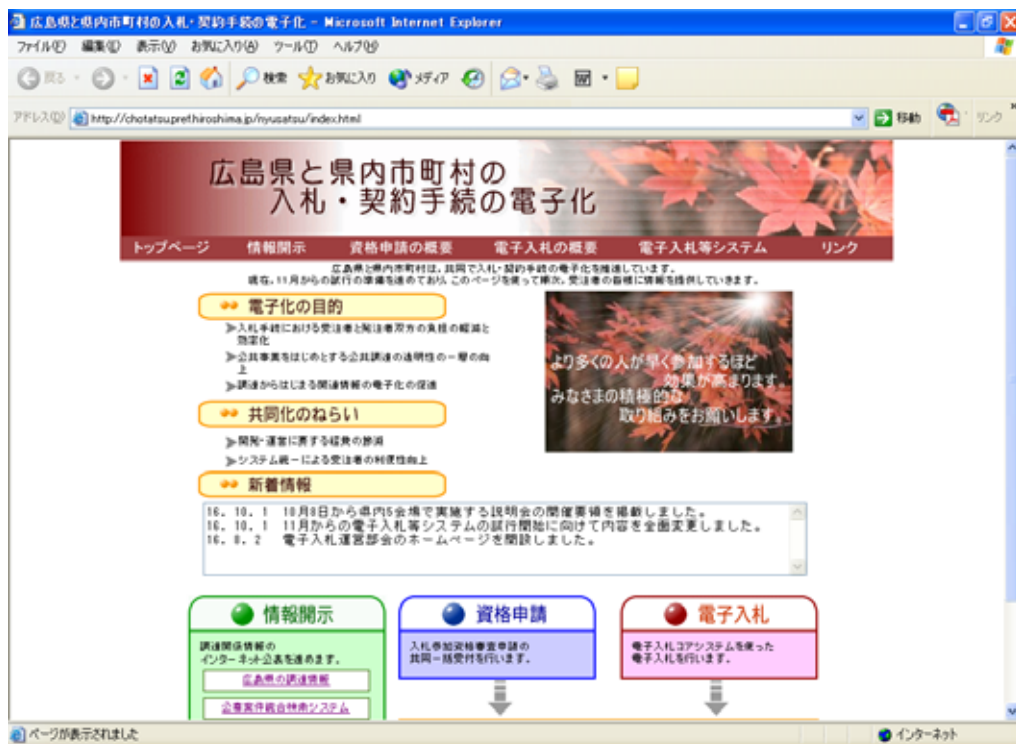 広島県と県内市町村の入札・契約手続の電子化 - Microsoft Internet Explorer
ファイル(F) 編集(E) 表示(V) お気に入り(A) ツール(T) ヘルプ(H)
戻る 検索 お気に入り メディア
アドレス(D) http://chotatsu.pref.hiroshima.jp/nyusatsu/index.html 移動 リンク
広島県と県内市町村の
入札・契約手続の電子化
トップページ 情報開示 資格申請の概要 電子入札の概要 電子入札等システム リンク
広島県と県内市町村は、共同で入札・契約手続の電子化を推進しています。
現在、11月からの試行の準備を進めており、このページを使って順次、受注者の皆様に情報を提供していきます。
電子化の目的
入札手続における受注者と発注者双方の負担の軽減と
効率化
公共事業をはじめとする公共調達の透明性の一層の向
上
調達からはじまる関連情報の電子化の促進
共同化のねらい
開発・運営に要する経費の節減
システム統一による受注者の利便性向上
より多くの人が早く参加するほど
効果が高まります。
みなさまの積極的な
取り組みをお願いします。
新着情報
16. 10. 1 10月8日から県内5会場で実施する説明会の開催要領を掲載しました。
16. 10. 1 11月からの電子入札等システムの試行開始に向けて内容を全面変更しました。
16. 8. 2 電子入札運営部会のホームページを開設しました。
情報開示
調達関係情報の
インターネット公表を進めます。
広島県の調達情報
公募案件統合検索システム
資格申請
入札参加資格審査申請の
共同一括受付を行います。
電子入札
電子入札コアシステムを使った
電子入札を行います。
ページが表示されました インターネット